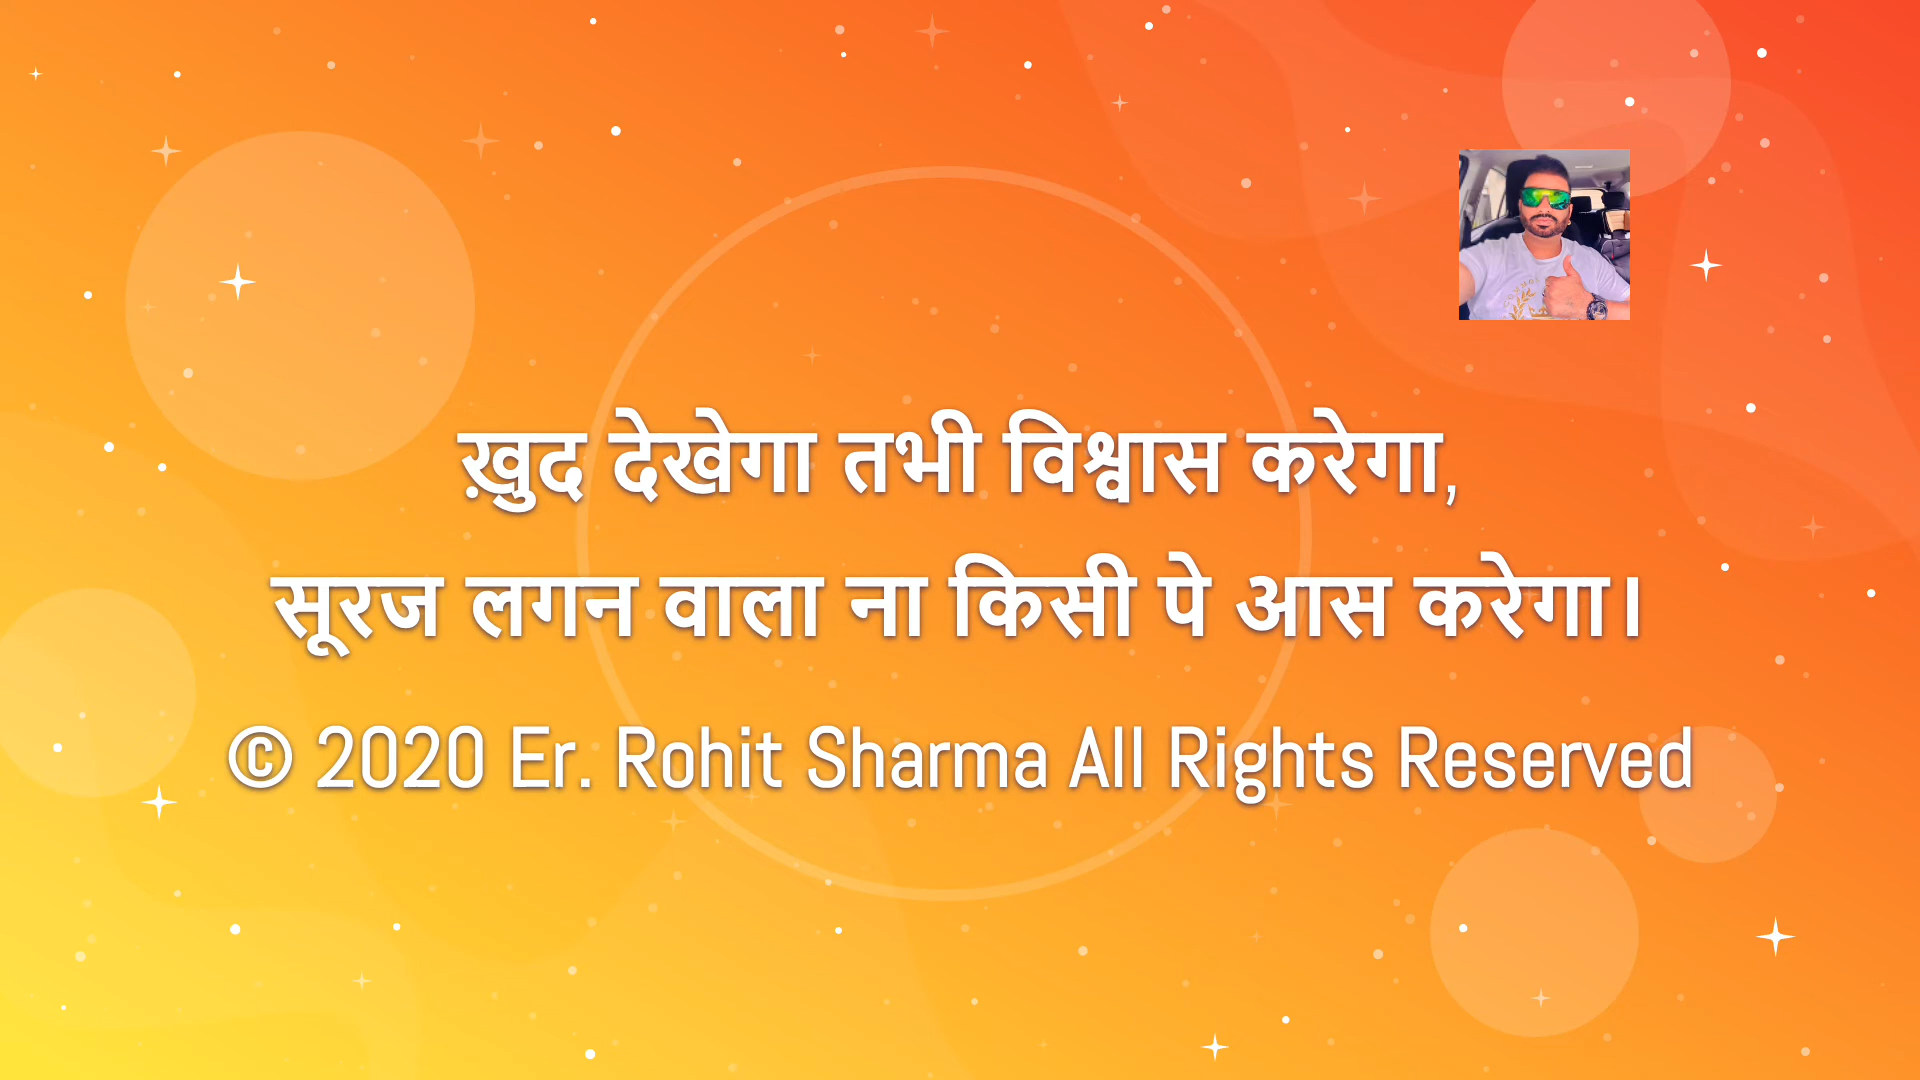 ख़ुद देखेगा तभी विश्वास करेगा,
सूरज लगन वाला ना किसी पे आस करेगा।
© 2020 Er. Rohit Sharma All Rights Reserved